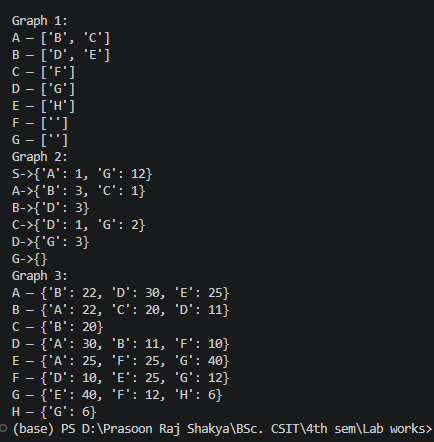 Graph 1:
A — ['B', 'C']
B — ['D', 'E']
C — ['F']
D — ['G']
E — ['H']
F — ['']
G — ['']
Graph 2:
S->{'A': 1, 'G': 12}
A->{'B': 3, 'C': 1}
B->{'D': 3}
C->{'D': 1, 'G': 2}
D->{'G': 3}
G->{}
Graph 3:
A — {'B': 22, 'D': 30, 'E': 25}
B — {'A': 22, 'C': 20, 'D': 11}
C — {'B': 20}
D — {'A': 30, 'B': 11, 'F': 10}
E — {'A': 25, 'F': 25, 'G': 40}
F — {'D': 10, 'E': 25, 'G': 12}
G — {'E': 40, 'F': 12, 'H': 6}
H — {'G': 6}
(base) PS D:\Prasoon Raj Shakya\BSc. CSIT\4th sem\Lab works>